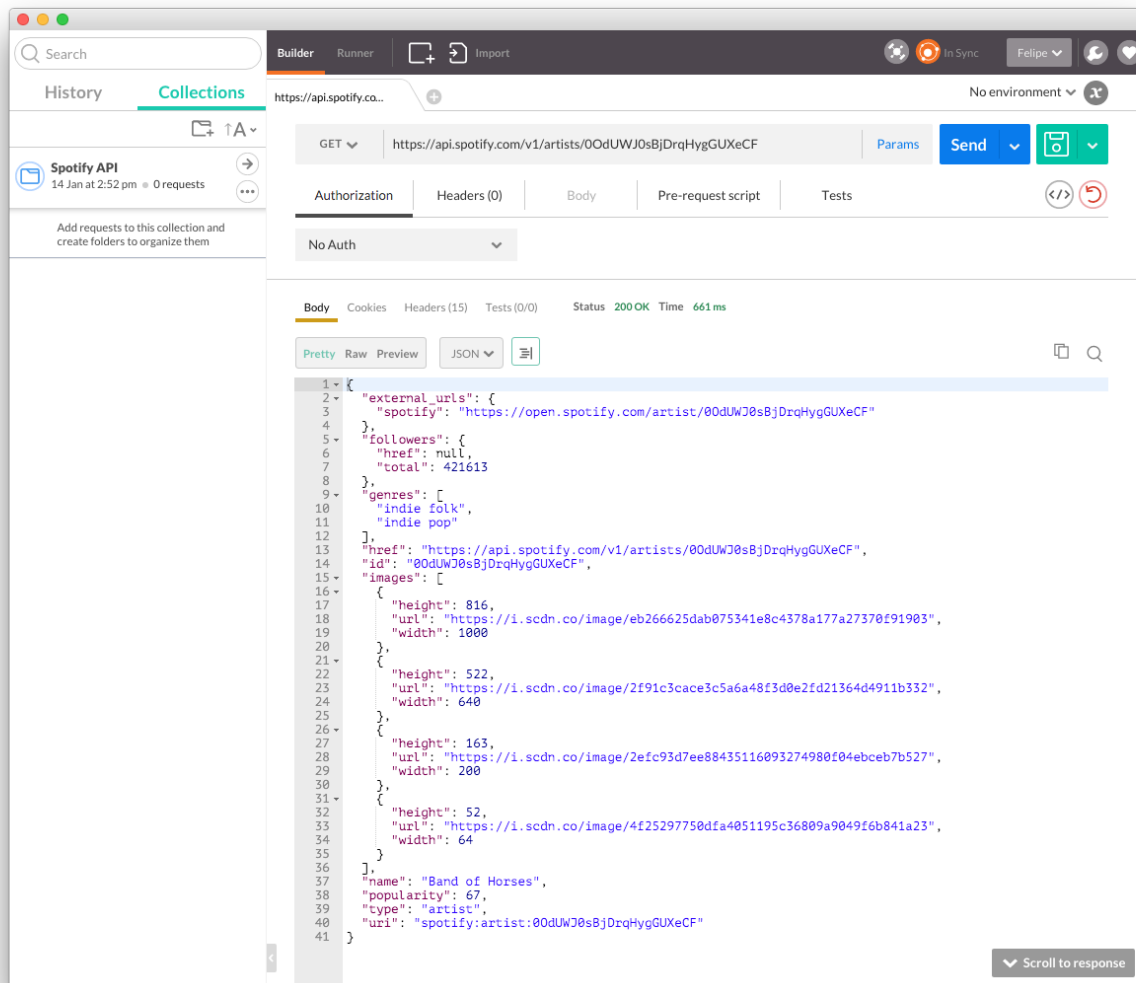 Search
Builder Runner Import In Sync Felipe
History Collections
https://api.spotify.co... No environment
A
Spotify API
14 Jan at 2:52 pm 0 requests
Add requests to this collection and
create folders to organize them
GET https://api.spotify.com/v1/artists/0OdUWJ0sBjDrqHygGUXeCF Params Send
Authorization Headers (0) Body Pre-request script Tests
No Auth
Body Cookies Headers (15) Tests (0/0) Status 200 OK Time 661 ms
Pretty Raw Preview JSON
1 {
2 "external_urls": {
3 "spotify": "https://open.spotify.com/artist/0OdUWJ0sBjDrqHygGUXeCF"
4 },
5 "followers": {
6 "href": null,
7 "total": 421613
8 },
9 "genres": [
10 "indie folk",
11 "indie pop"
12 ],
13 "href": "https://api.spotify.com/v1/artists/0OdUWJ0sBjDrqHygGUXeCF",
14 "id": "0OdUWJ0sBjDrqHygGUXeCF",
15 "images": [
16 {
17 "height": 816,
18 "url": "https://i.scdn.co/image/eb266625dab075341e8c4378a177a27370f91903",
19 "width": 1000
20 },
21 {
22 "height": 522,
23 "url": "https://i.scdn.co/image/2f91c3cace3c5a6a48f3d0e2fd21364d4911b332",
24 "width": 640
25 },
26 {
27 "height": 163,
28 "url": "https://i.scdn.co/image/2efc93d7ee88435116093274980f04ebceb7b527",
29 "width": 200
30 },
31 {
32 "height": 52,
33 "url": "https://i.scdn.co/image/4f25297750dfa4051195c36809a9049f6b841a23",
34 "width": 64
35 }
36 ],
37 "name": "Band of Horses",
38 "popularity": 67,
39 "type": "artist",
40 "uri": "spotify:artist:0OdUWJ0sBjDrqHygGUXeCF"
41 }
Scroll to response